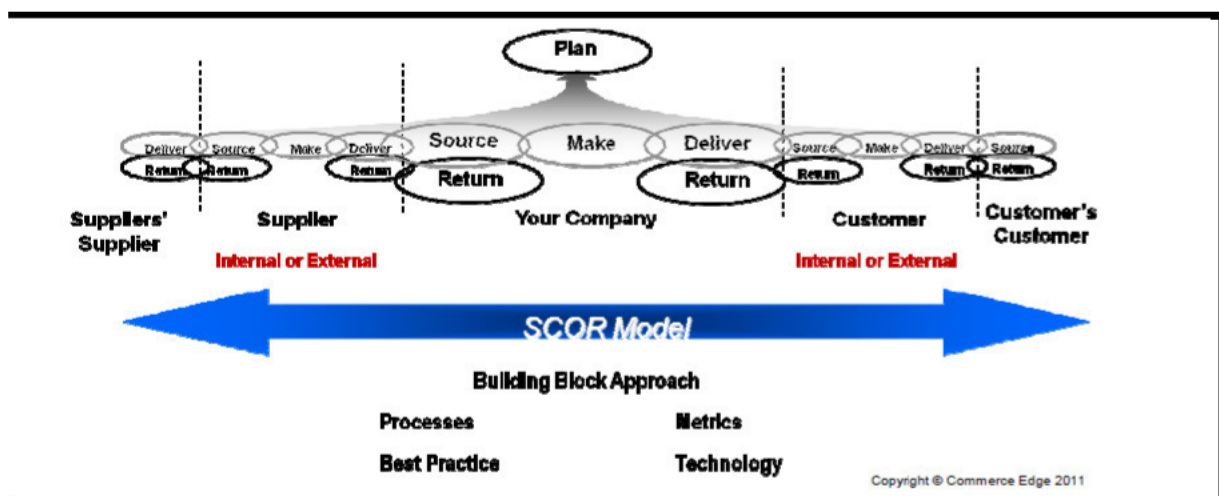 Plan
Deliver Source Make Deliver Source Make Deliver Source Make Deliver Source
Return Return Return Return Return Return Return Return
Suppliers' Supplier Your Company Customer Customer's
Supplier Customer
Internal or External Internal or External
SCOR Model
Building Block Approach
Processes Metrics
Best Practice Technology
Copyright © Commerce Edge 2011